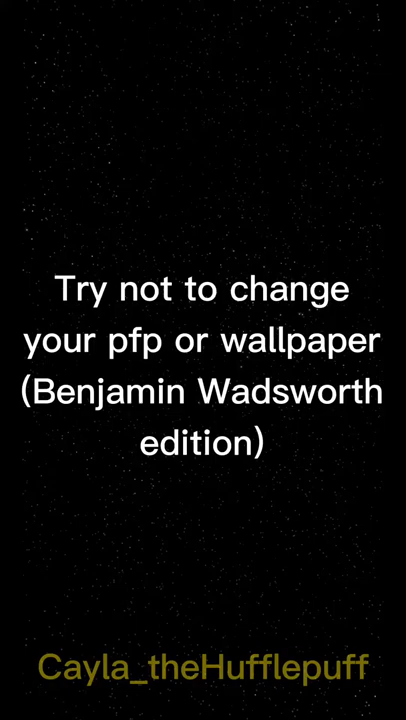 Try not to change
your pfp or wallpaper
(Benjamin Wadsworth
edition)
Cayla_theHufflepuff